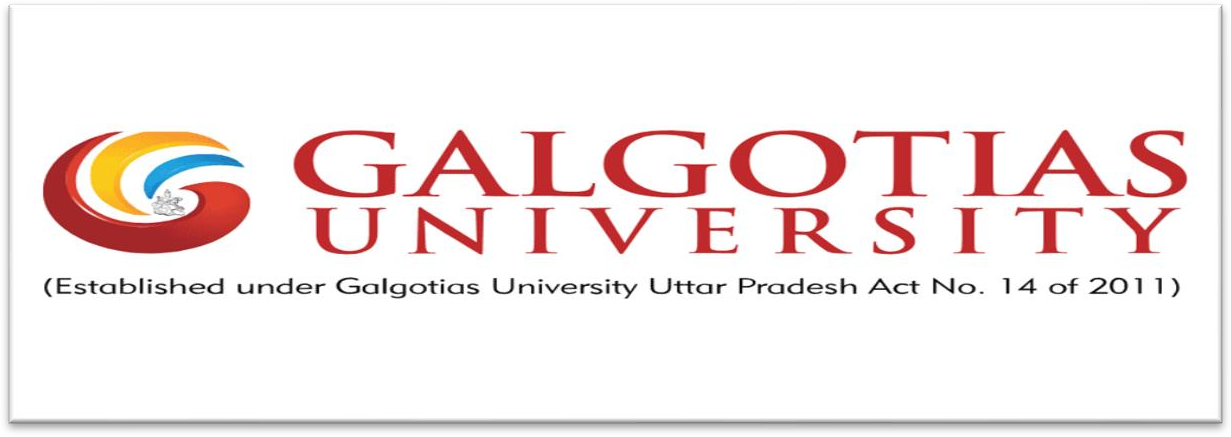 GALGOTIAS
UNIVERSITY
(Established under Galgotias University Uttar Pradesh Act No. 14 of 2011)